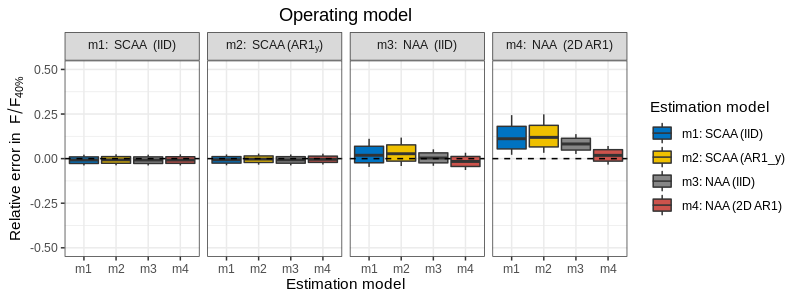 Operating model
m1: SCAA (IID)
m2: SCAA (AR1y)
m3: NAA (IID)
m4: NAA (2D AR1)
Relative error in F/F40%
0.50
0.25
0.00
-0.25
-0.50
m1 m2 m3 m4
m1 m2 m3 m4
m1 m2 m3 m4
m1 m2 m3 m4
Estimation model
Estimation model
m1: SCAA (IID)
m2: SCAA (AR1_y)
m3: NAA (IID)
m4: NAA (2D AR1)